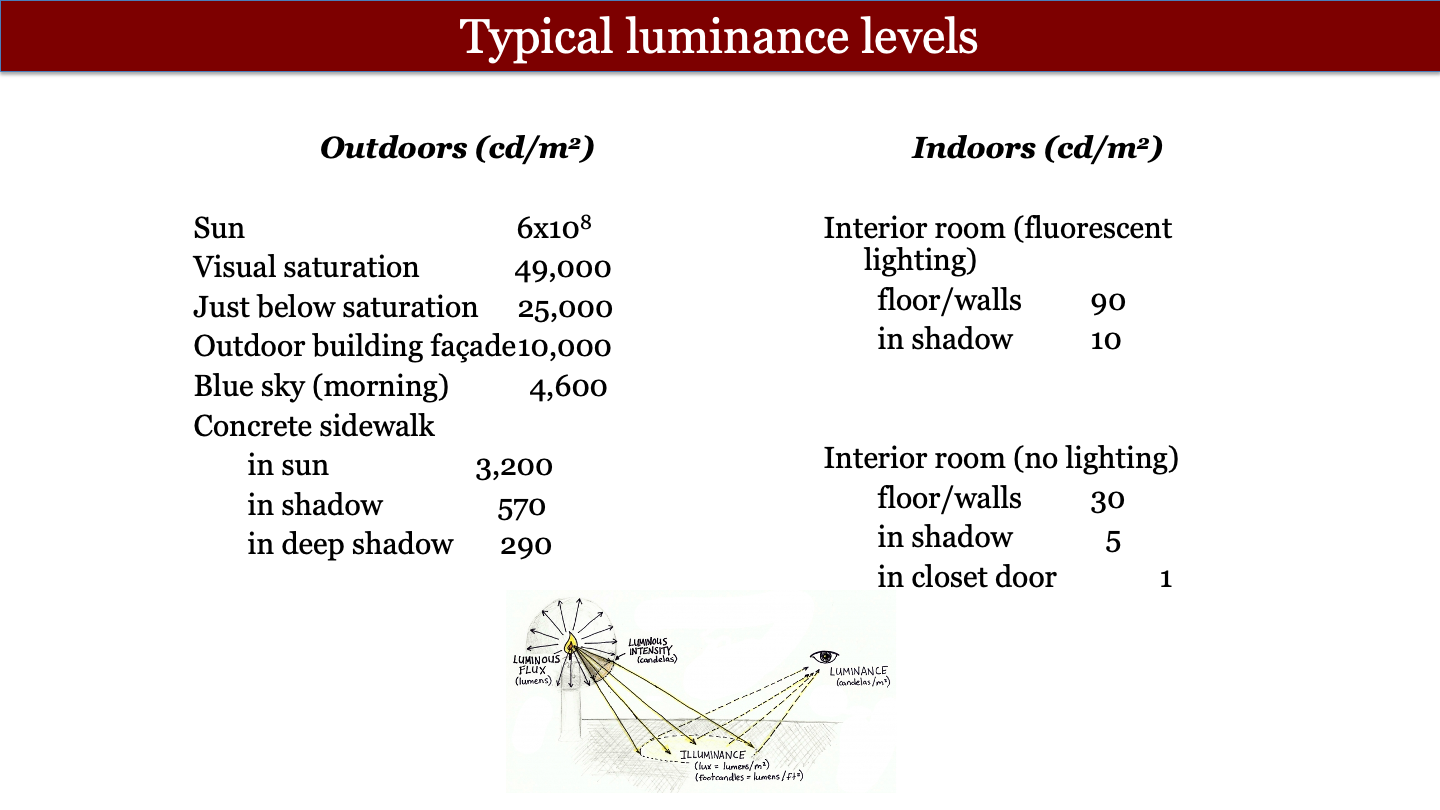 Typical luminance levels
Outdoors (cd/m²)
Sun 6x10⁸
Visual saturation 49,000
Just below saturation 25,000
Outdoor building façade10,000
Blue sky (morning) 4,600
Concrete sidewalk
in sun 3,200
in shadow 570
in deep shadow 290
Indoors (cd/m²)
Interior room (fluorescent
lighting)
floor/walls 90
in shadow 10
Interior room (no lighting)
floor/walls 30
in shadow 5
in closet door 1
LUMINOUS
FLUX
(lumens)
LUMINOUS
INTENSITY
(candelas)
LUMINANCE
(candelas/m²)
ILLUMINANCE
(lux = lumens/m²)
(footcandles = lumens/ft²)